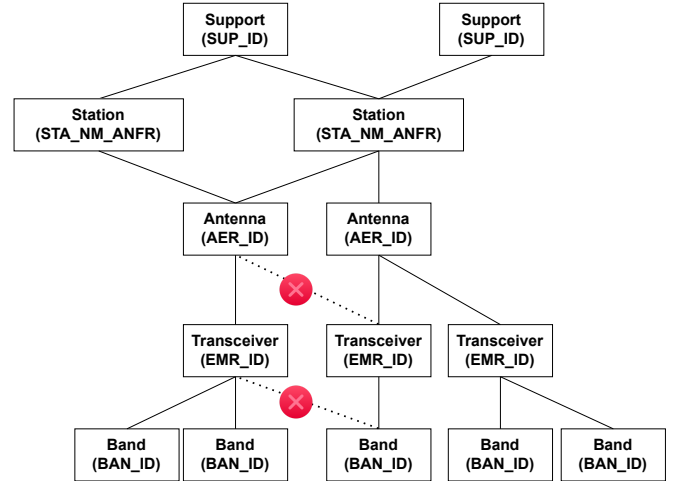 Support
(SUP_ID)
Support
(SUP_ID)
Station
(STA_NM_ANFR)
Station
(STA_NM_ANFR)
Antenna
(AER_ID)
Antenna
(AER_ID)
Transceiver
(EMR_ID)
Transceiver
(EMR_ID)
Transceiver
(EMR_ID)
Band
(BAN_ID)
Band
(BAN_ID)
Band
(BAN_ID)
Band
(BAN_ID)
Band
(BAN_ID)